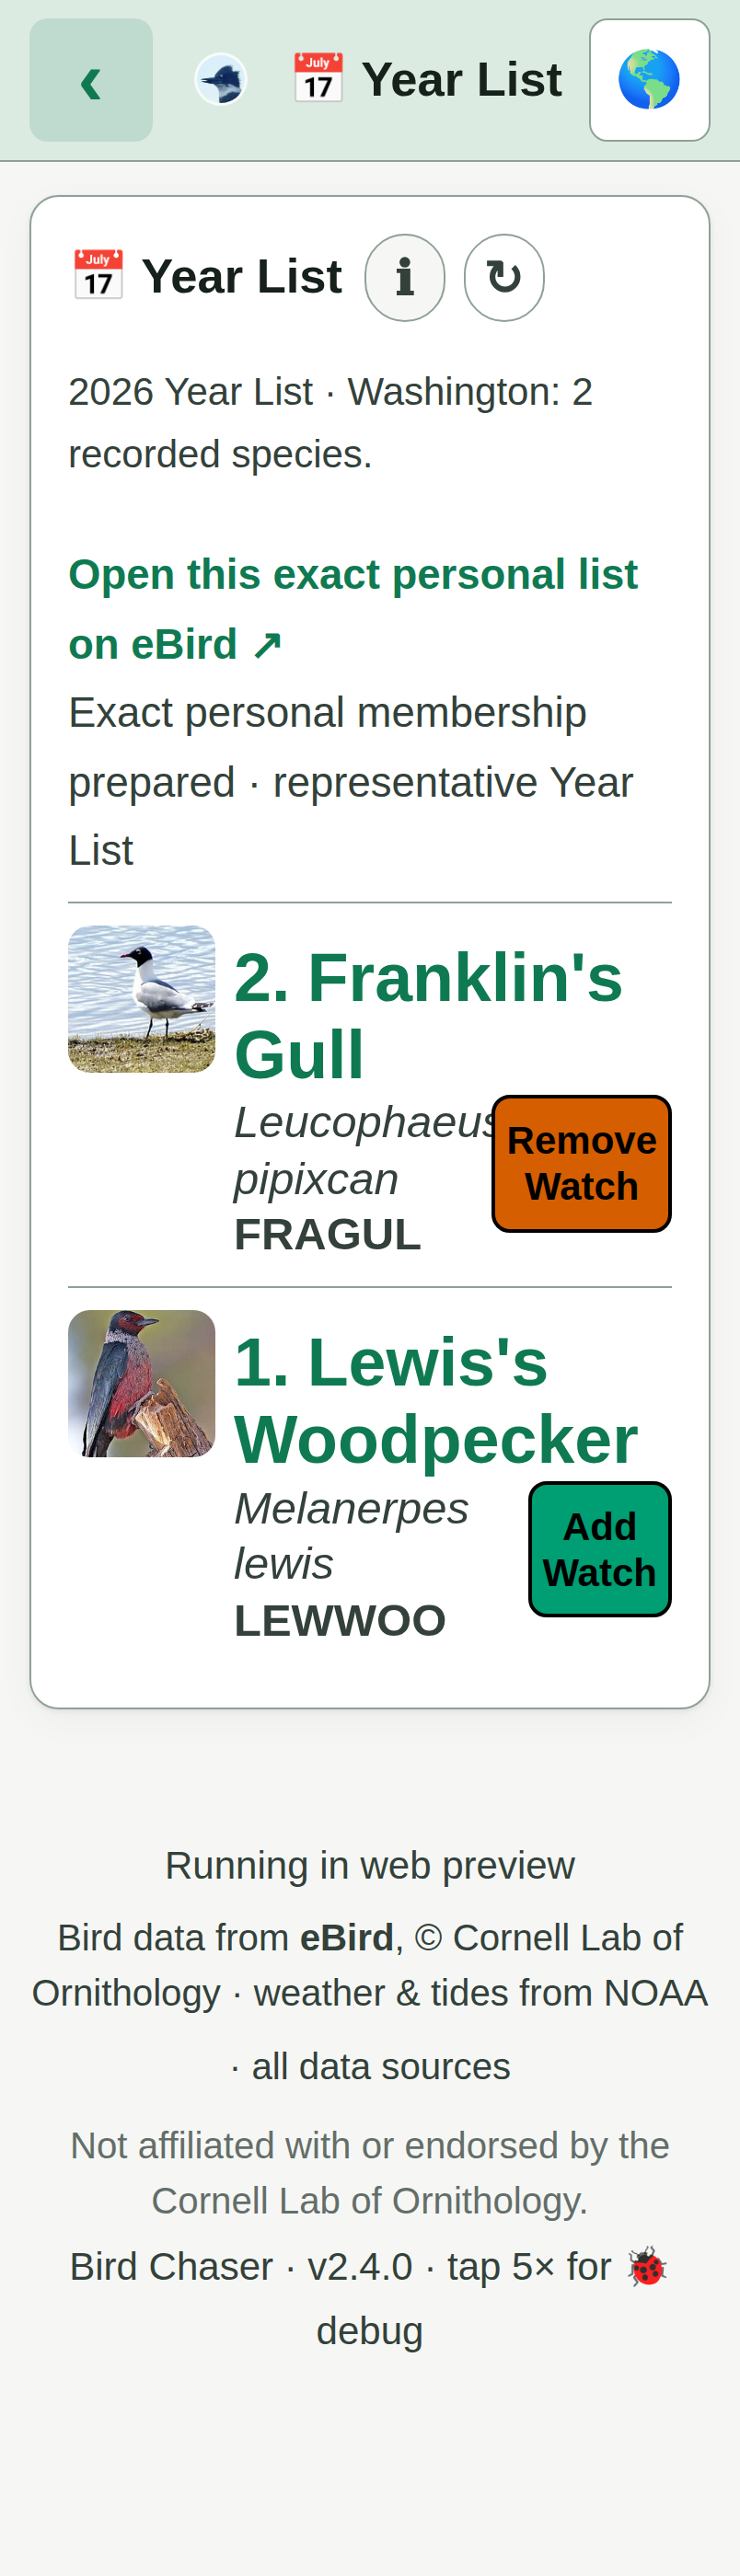 ‹ July 17 Year List
July 17 Year List i ↻
2026 Year List · Washington: 2
recorded species.
Open this exact personal list
on eBird ↗
Exact personal membership
prepared · representative Year
List
2. Franklin's
Gull
Leucophaeus
pipixcan
FRAGUL
Remove
Watch
1. Lewis's
Woodpecker
Melanerpes
lewis
LEWWOO
Add
Watch
Running in web preview
Bird data from eBird, © Cornell Lab of
Ornithology · weather & tides from NOAA
· all data sources
Not affiliated with or endorsed by the
Cornell Lab of Ornithology.
Bird Chaser · v2.4.0 · tap 5× for 🐞
debug